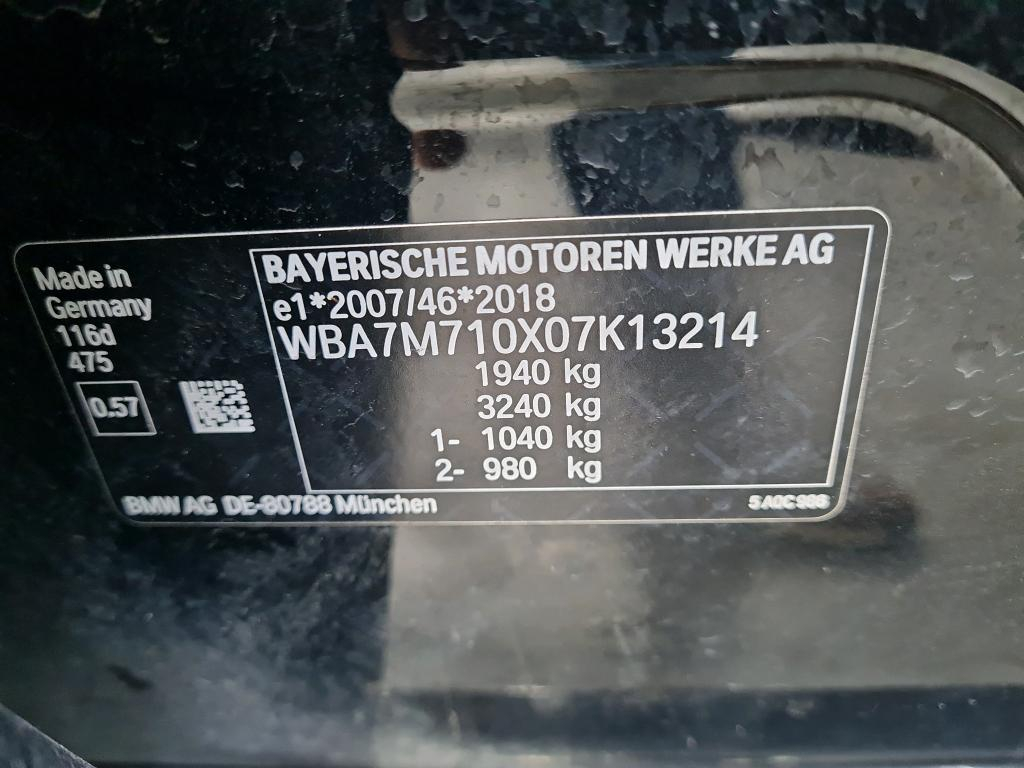 Made in
Germany
116d
475
0.57
BAYERISCHE MOTOREN WERKE AG
e1*2007/46*2018
WBA7M710X07K13214
1940 kg
3240 kg
1- 1040 kg
2- 980 kg
BMW AG DE-80788 München